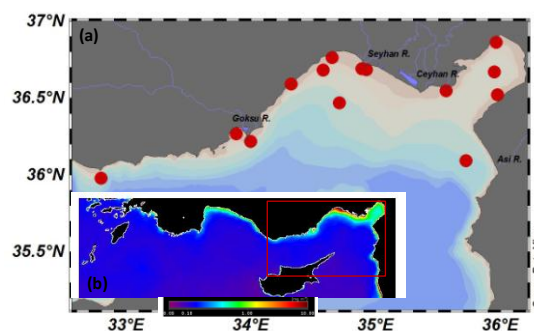 37°N
(a)
Seyhan R.
Ceyhan R.
36.5°N
Goksu R.
36°N
Asi R.
35.5°N
(b)
33°E 34°E 35°E 36°E